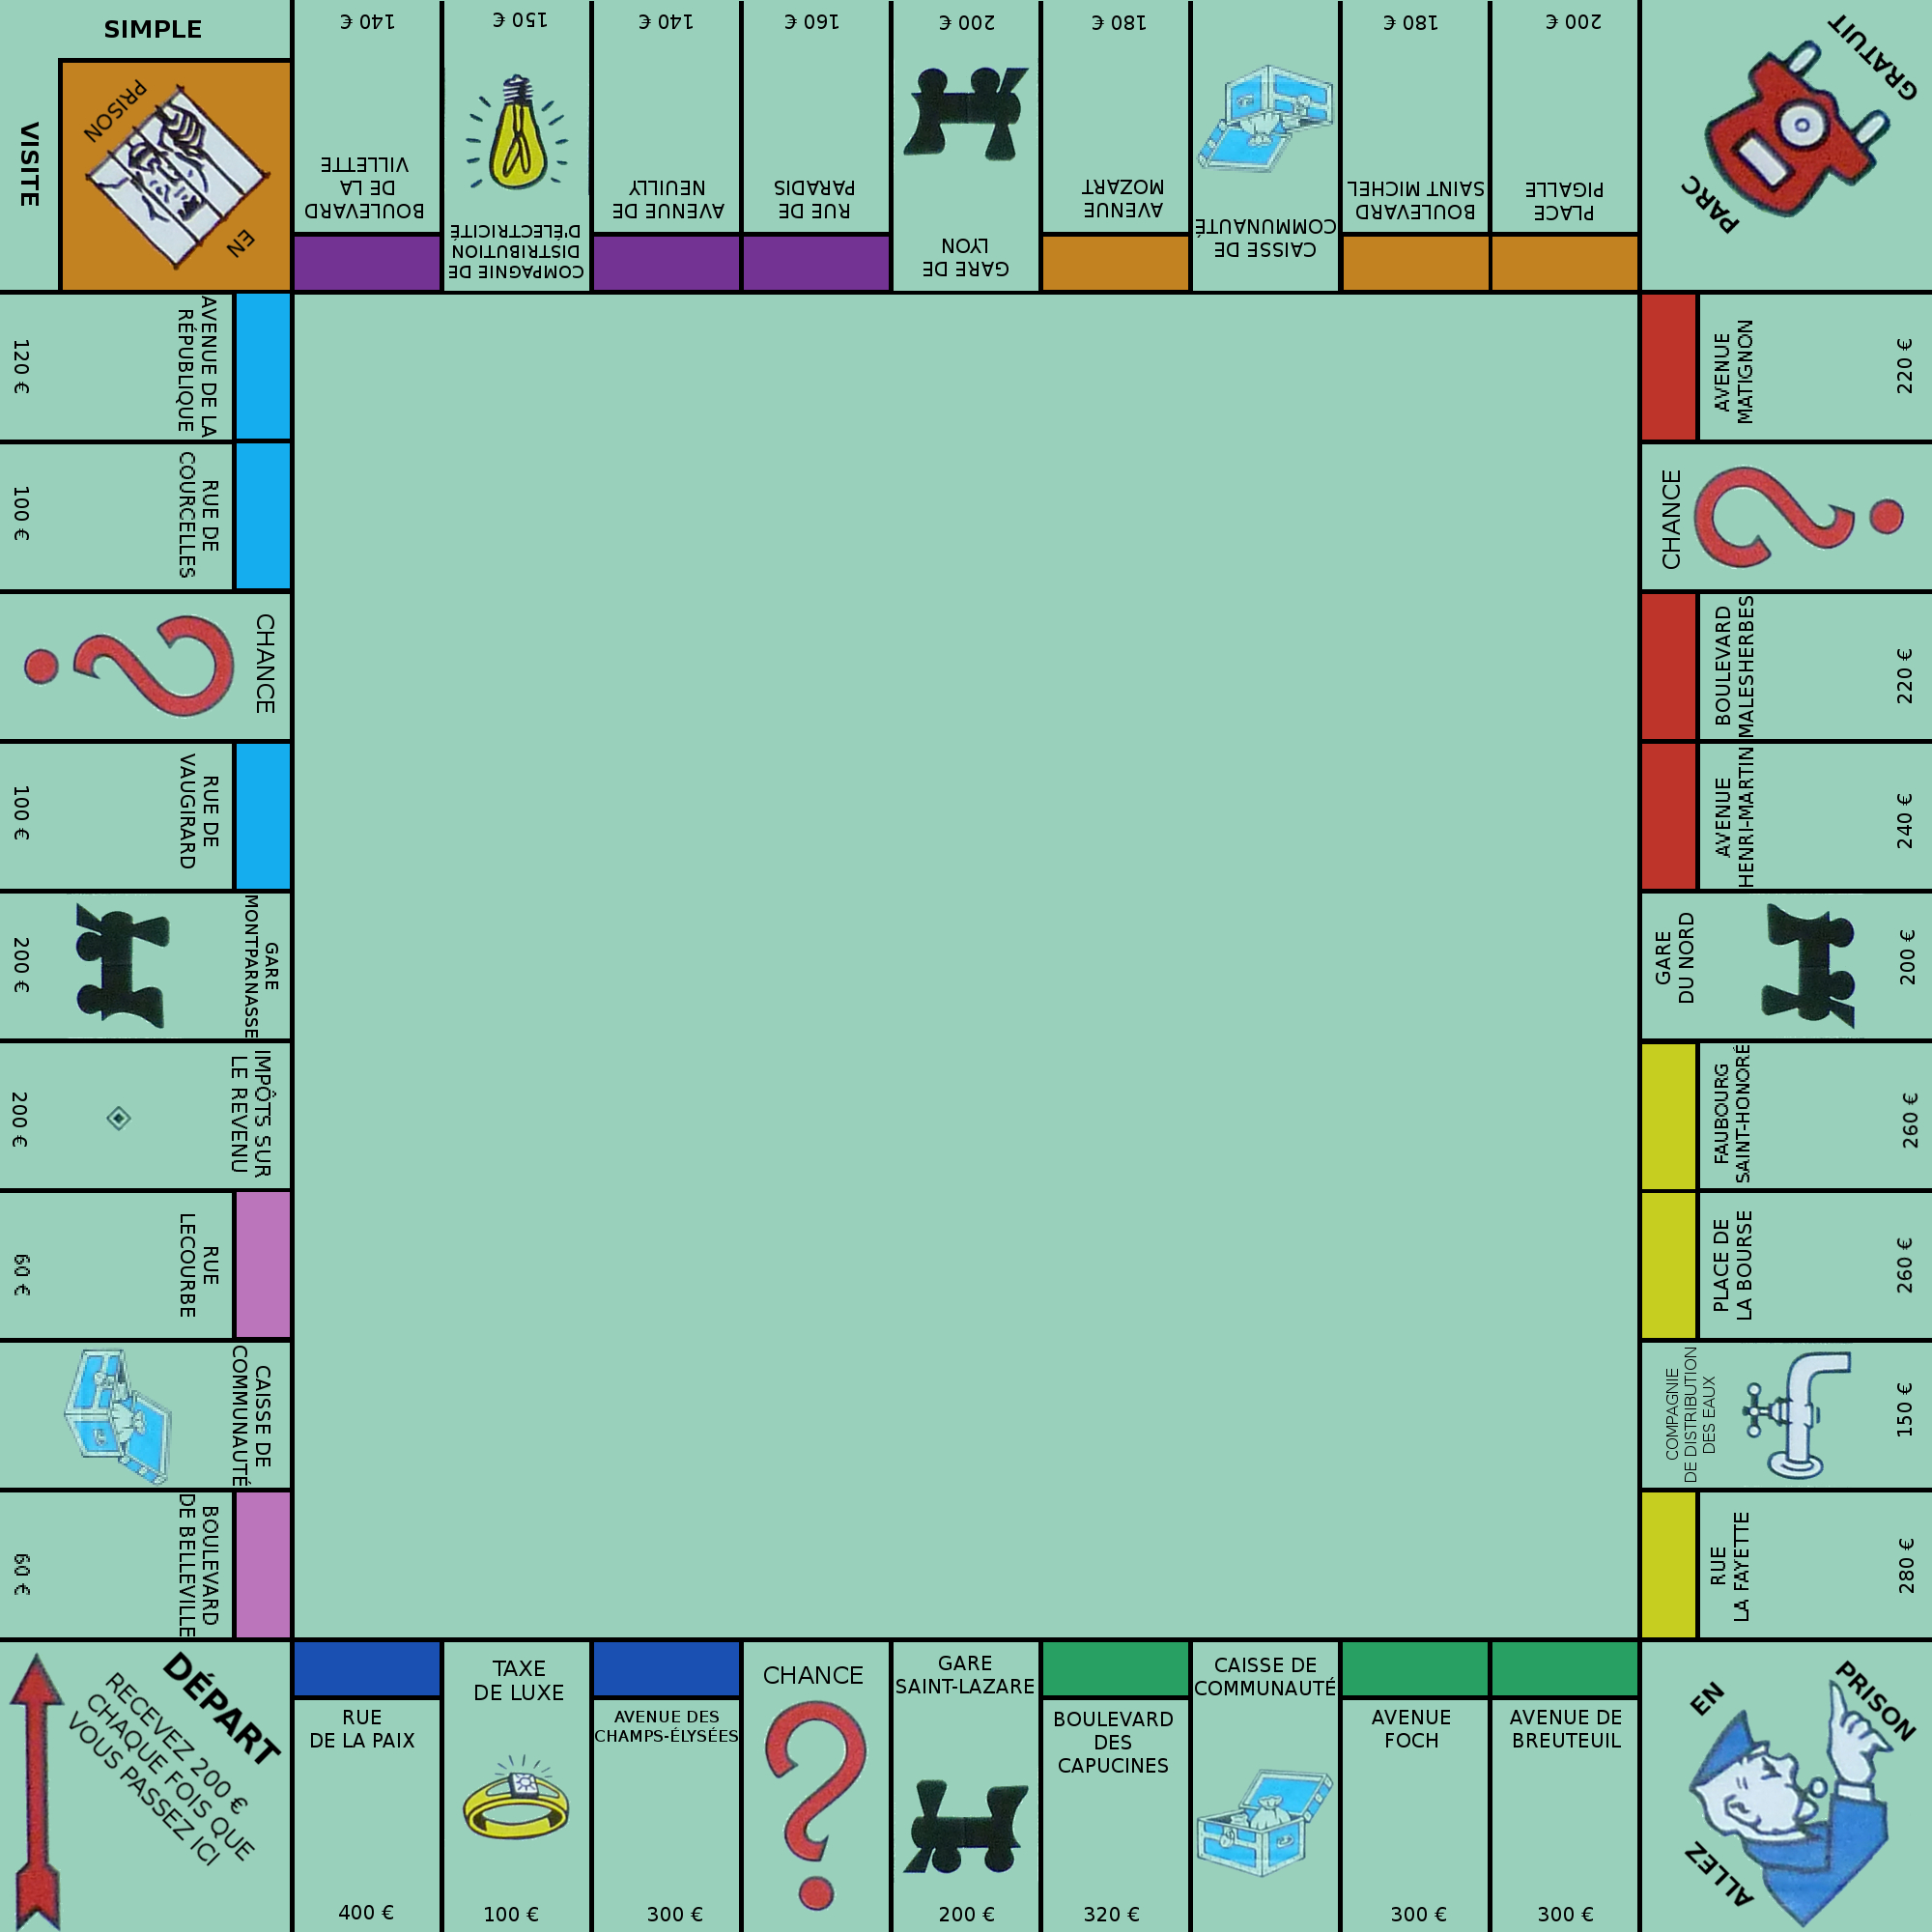 SIMPLE
VISITE
PRISON
EN
140 €
BOULEVARD
DE LA
VILLETTE
150 €
COMPAGNIE DE
DISTRIBUTION
D'ÉLECTRICITÉ
140 €
AVENUE DE
NEUILLY
160 €
RUE DE
PARADIS
200 €
GARE DE
LYON
180 €
AVENUE
MOZART
CAISSE DE
COMMUNAUTÉ
180 €
BOULEVARD
SAINT MICHEL
200 €
PLACE
PIGALLE
PARC
GRATUIT
AVENUE
MATIGNON
220 €
CHANCE
BOULEVARD
MALESHERBES
220 €
AVENUE
HENRI-MARTIN
240 €
GARE
DU NORD
200 €
FAUBOURG
SAINT-HONORÉ
260 €
PLACE DE
LA BOURSE
260 €
COMPAGNIE
DE DISTRIBUTION
DES EAUX
150 €
RUE
LA FAYETTE
280 €
ALLEZ
EN
PRISON
AVENUE DE
BREUTEUIL
300 €
AVENUE
FOCH
300 €
CAISSE DE
COMMUNAUTÉ
BOULEVARD
DES
CAPUCINES
320 €
GARE
SAINT-LAZARE
200 €
CHANCE
AVENUE DES
CHAMPS-ÉLYSÉES
300 €
TAXE
DE LUXE
100 €
RUE
DE LA PAIX
400 €
DÉPART
RECEVEZ 200 €
CHAQUE FOIS QUE
VOUS PASSEZ ICI
BOULEVARD
DE BELLEVILLE
60 €
CAISSE DE
COMMUNAUTÉ
RUE
LECOURBE
60 €
IMPÔTS SUR
LE REVENU
200 €
GARE
MONTPARNASSE
200 €
RUE DE
VAUGIRARD
100 €
CHANCE
RUE DE
COURCELLES
100 €
AVENUE DE LA
RÉPUBLIQUE
120 €